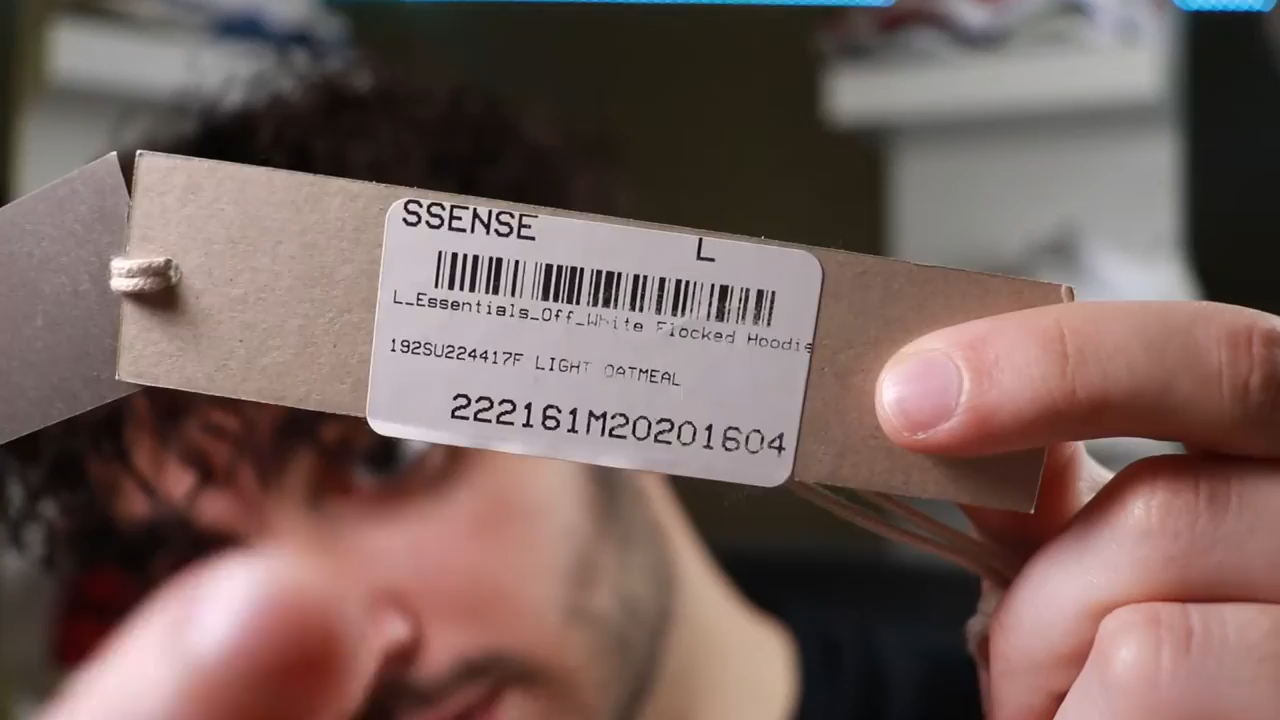 SSENSE
L
L_Essentials_Off_White Flocked Hoodie
192SU224417F LIGHT OATMEAL
222161M20201604